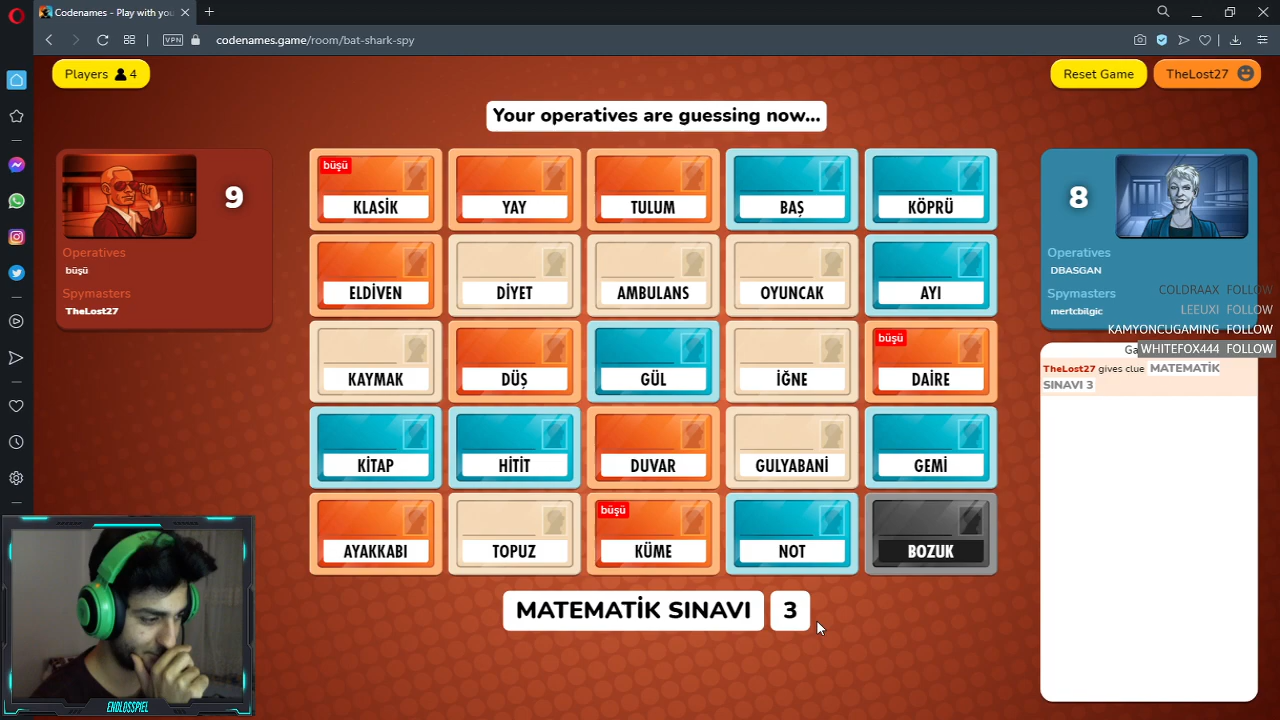 Codenames – Play with you
VPN
codenames.game/room/bat-shark-spy
Players 4
Reset Game
TheLost27
Your operatives are guessing now...
9
Operatives
büşü
Spymasters
TheLost27
büşü
KLASİK
YAY
TULUM
BAŞ
KÖPRÜ
ELDİVEN
DİYET
AMBULANS
OYUNCAK
AYI
KAYMAK
DÜŞ
GÜL
İĞNE
büşü
DAİRE
KİTAP
HİTİT
DUVAR
GULYABANİ
GEMİ
AYAKKABI
TOPUZ
büşü
KÜME
NOT
BOZUK
8
Operatives
DBASGAN
Spymasters
mertcbilgic
COLDRAAX FOLLOW
LEEUXI FOLLOW
KAMYONCUGAMING FOLLOW
WHITEFOX444 FOLLOW
TheLost27 gives clue MATEMATİK
SINAVI 3
MATEMATİK SINAVI 3
ENDLOSSPIEL